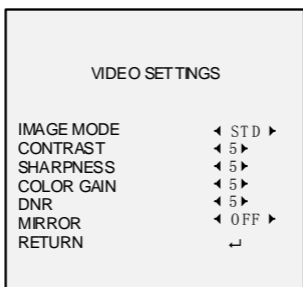 VIDEO SETTINGS
IMAGE MODE ◀ STD ▶
CONTRAST ◀ 5 ▶
SHARPNESS ◀ 5 ▶
COLOR GAIN ◀ 5 ▶
DNR ◀ 5 ▶
MIRROR ◀ OFF ▶
RETURN ↵